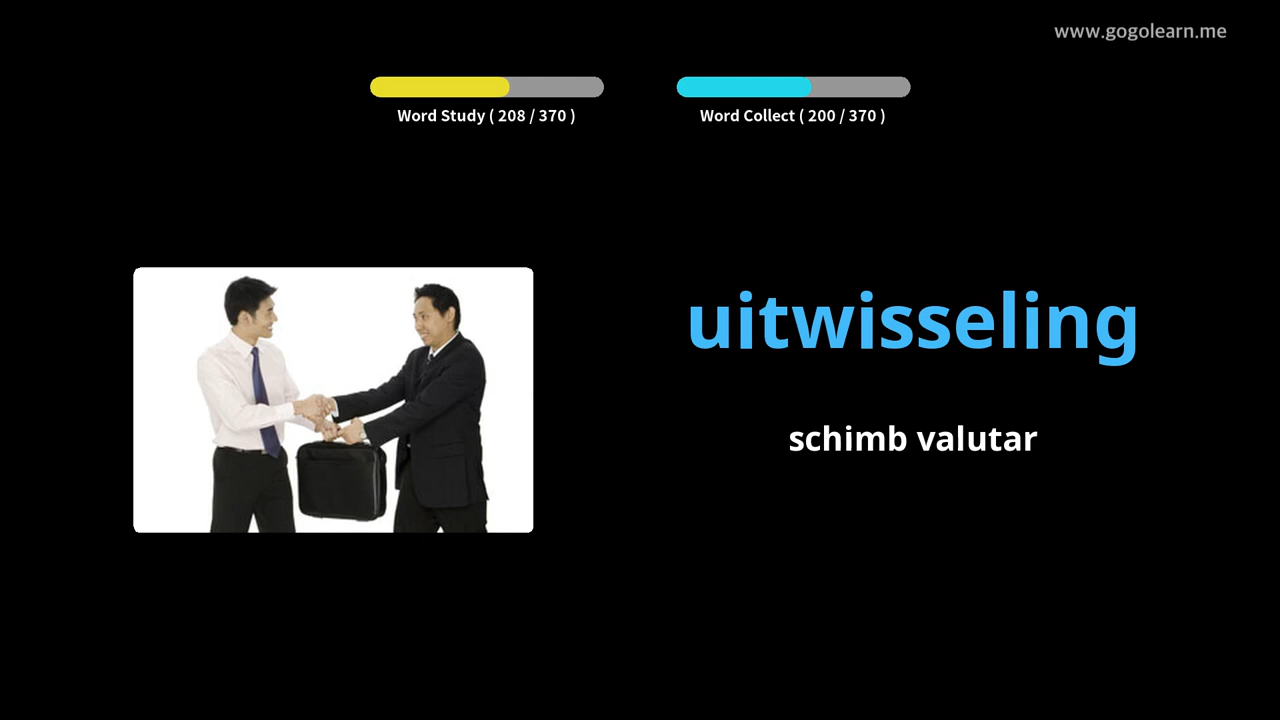 www.gogolearn.me
Word Study ( 208 / 370 )
Word Collect ( 200 / 370 )
uitwisseling
schimb valutar